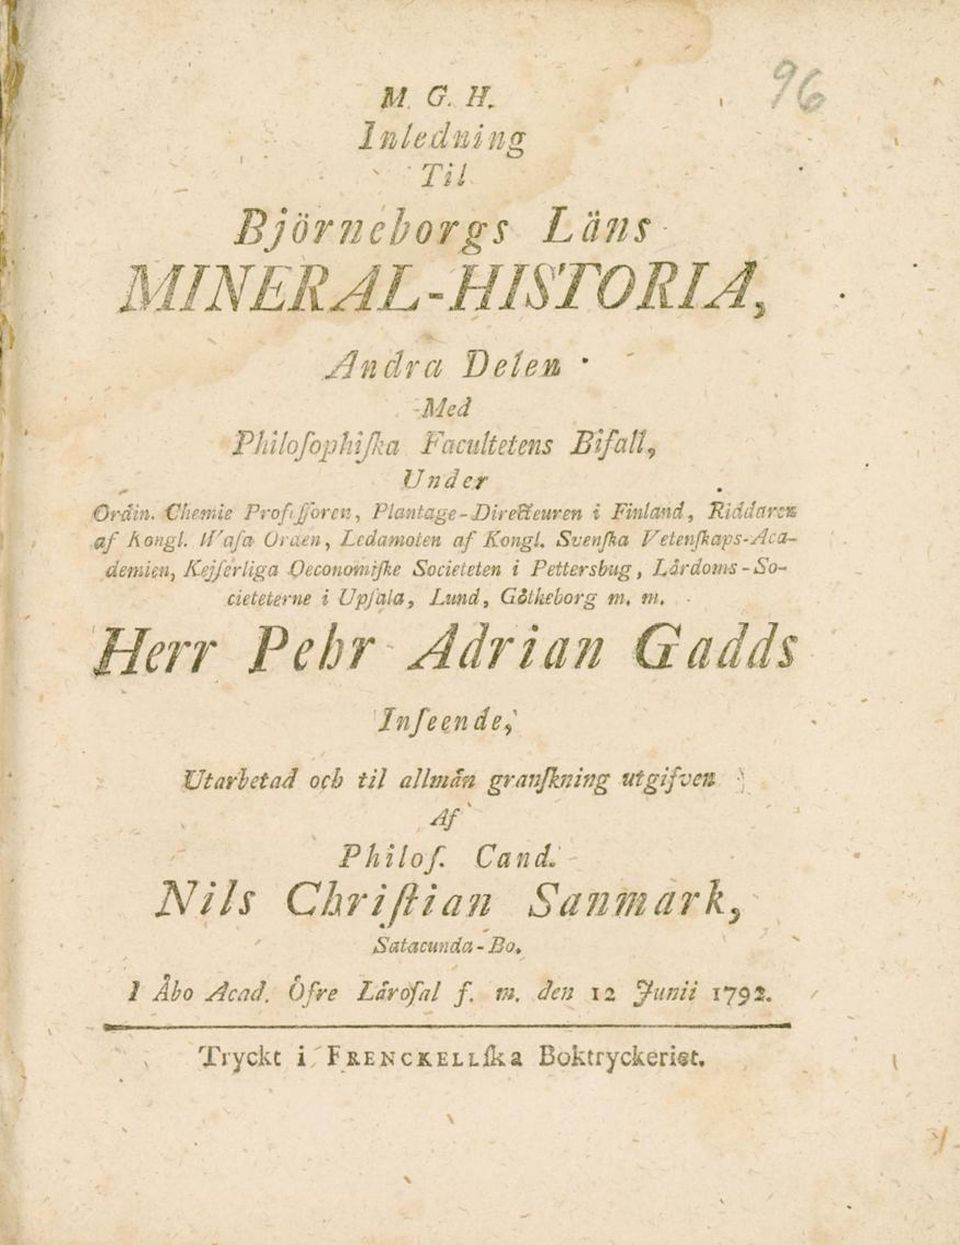 96
M. G. H.
Inledning
Til
Björneborgs Läns
MINERAL-HISTORIA,
Andra Delen
Med
Philoſophiſka Facultetens Bifall,
Under
Ordin. Chemie Profeſſoren, Plantage-Directeuren i Finland, Riddaren
af Kongl. Waſa Orden, Ledamoten af Kongl. Svenſka Vetenſkaps-Aca-
demien, Kejſerliga Oeconomiſke Societeten i Pettersbug, Lärdoms-So-
cieteterne i Upſala, Lund, Götheborg m. m.
Herr Pehr Adrian Gadds
Inſeende,
Utarbetad och til allmän granſkning utgifven
Af
Philoſ. Cand.
Nils Chriſtian Sanmark,
Satacunda-Bo.
I Åbo Acad. Öfre Läroſal f. m. den 12 Junii 1792.
Tryckt i FRENCKELLſka Boktryckeriet.